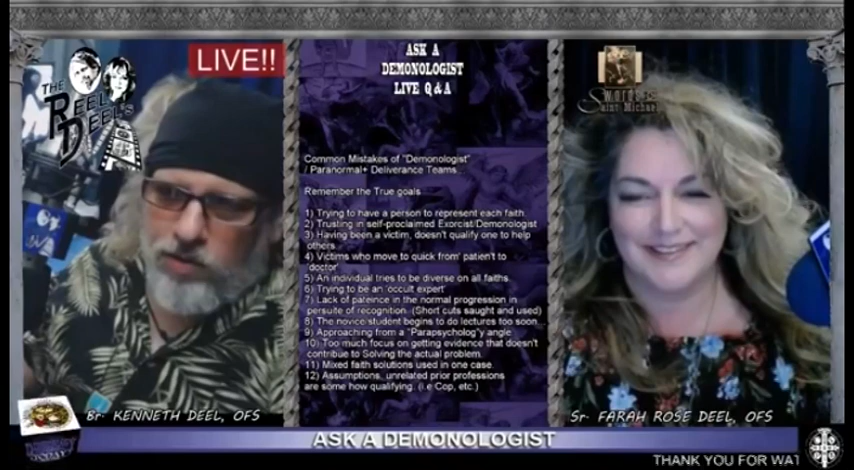 THE
REEL
DEEL'S
LIVE!!
ASK A
DEMONOLOGIST
LIVE Q&A
Swords of
Saint Michael
Common Mistakes of "Demonologist"
/ Paranormal+ Deliverance Teams...
Remember the True goals
1) Trying to have a person to represent each faith.
2) Trusting in self-proclaimed Exorcist/Demonologist
3) Having been a victim, doesn't qualify one to help
others.
4) Victims who move to quick from' patien't to
'doctor'
5) An individual tries to be diverse on all faiths.
6) Trying to be an 'occult expert'
7) Lack of pateince in the normal progression in
persuite of recognition. (Short cuts saught and used)
8) The novice/student begins to do lectures too soon...
9) Approaching from a "Parapsycholog"y angle
10) Too much focus on getting evidence that doesn't
contribue to Solving the actual problem.
11) Mixed faith solutions used in one case.
12) Assumptions, unrelated prior professions
are some how qualifying. (i.e Cop, etc.)
Br. KENNETH DEEL, OFS
Sr. FARAH ROSE DEEL, OFS
ASK A DEMONOLOGIST
THANK YOU FOR WAT